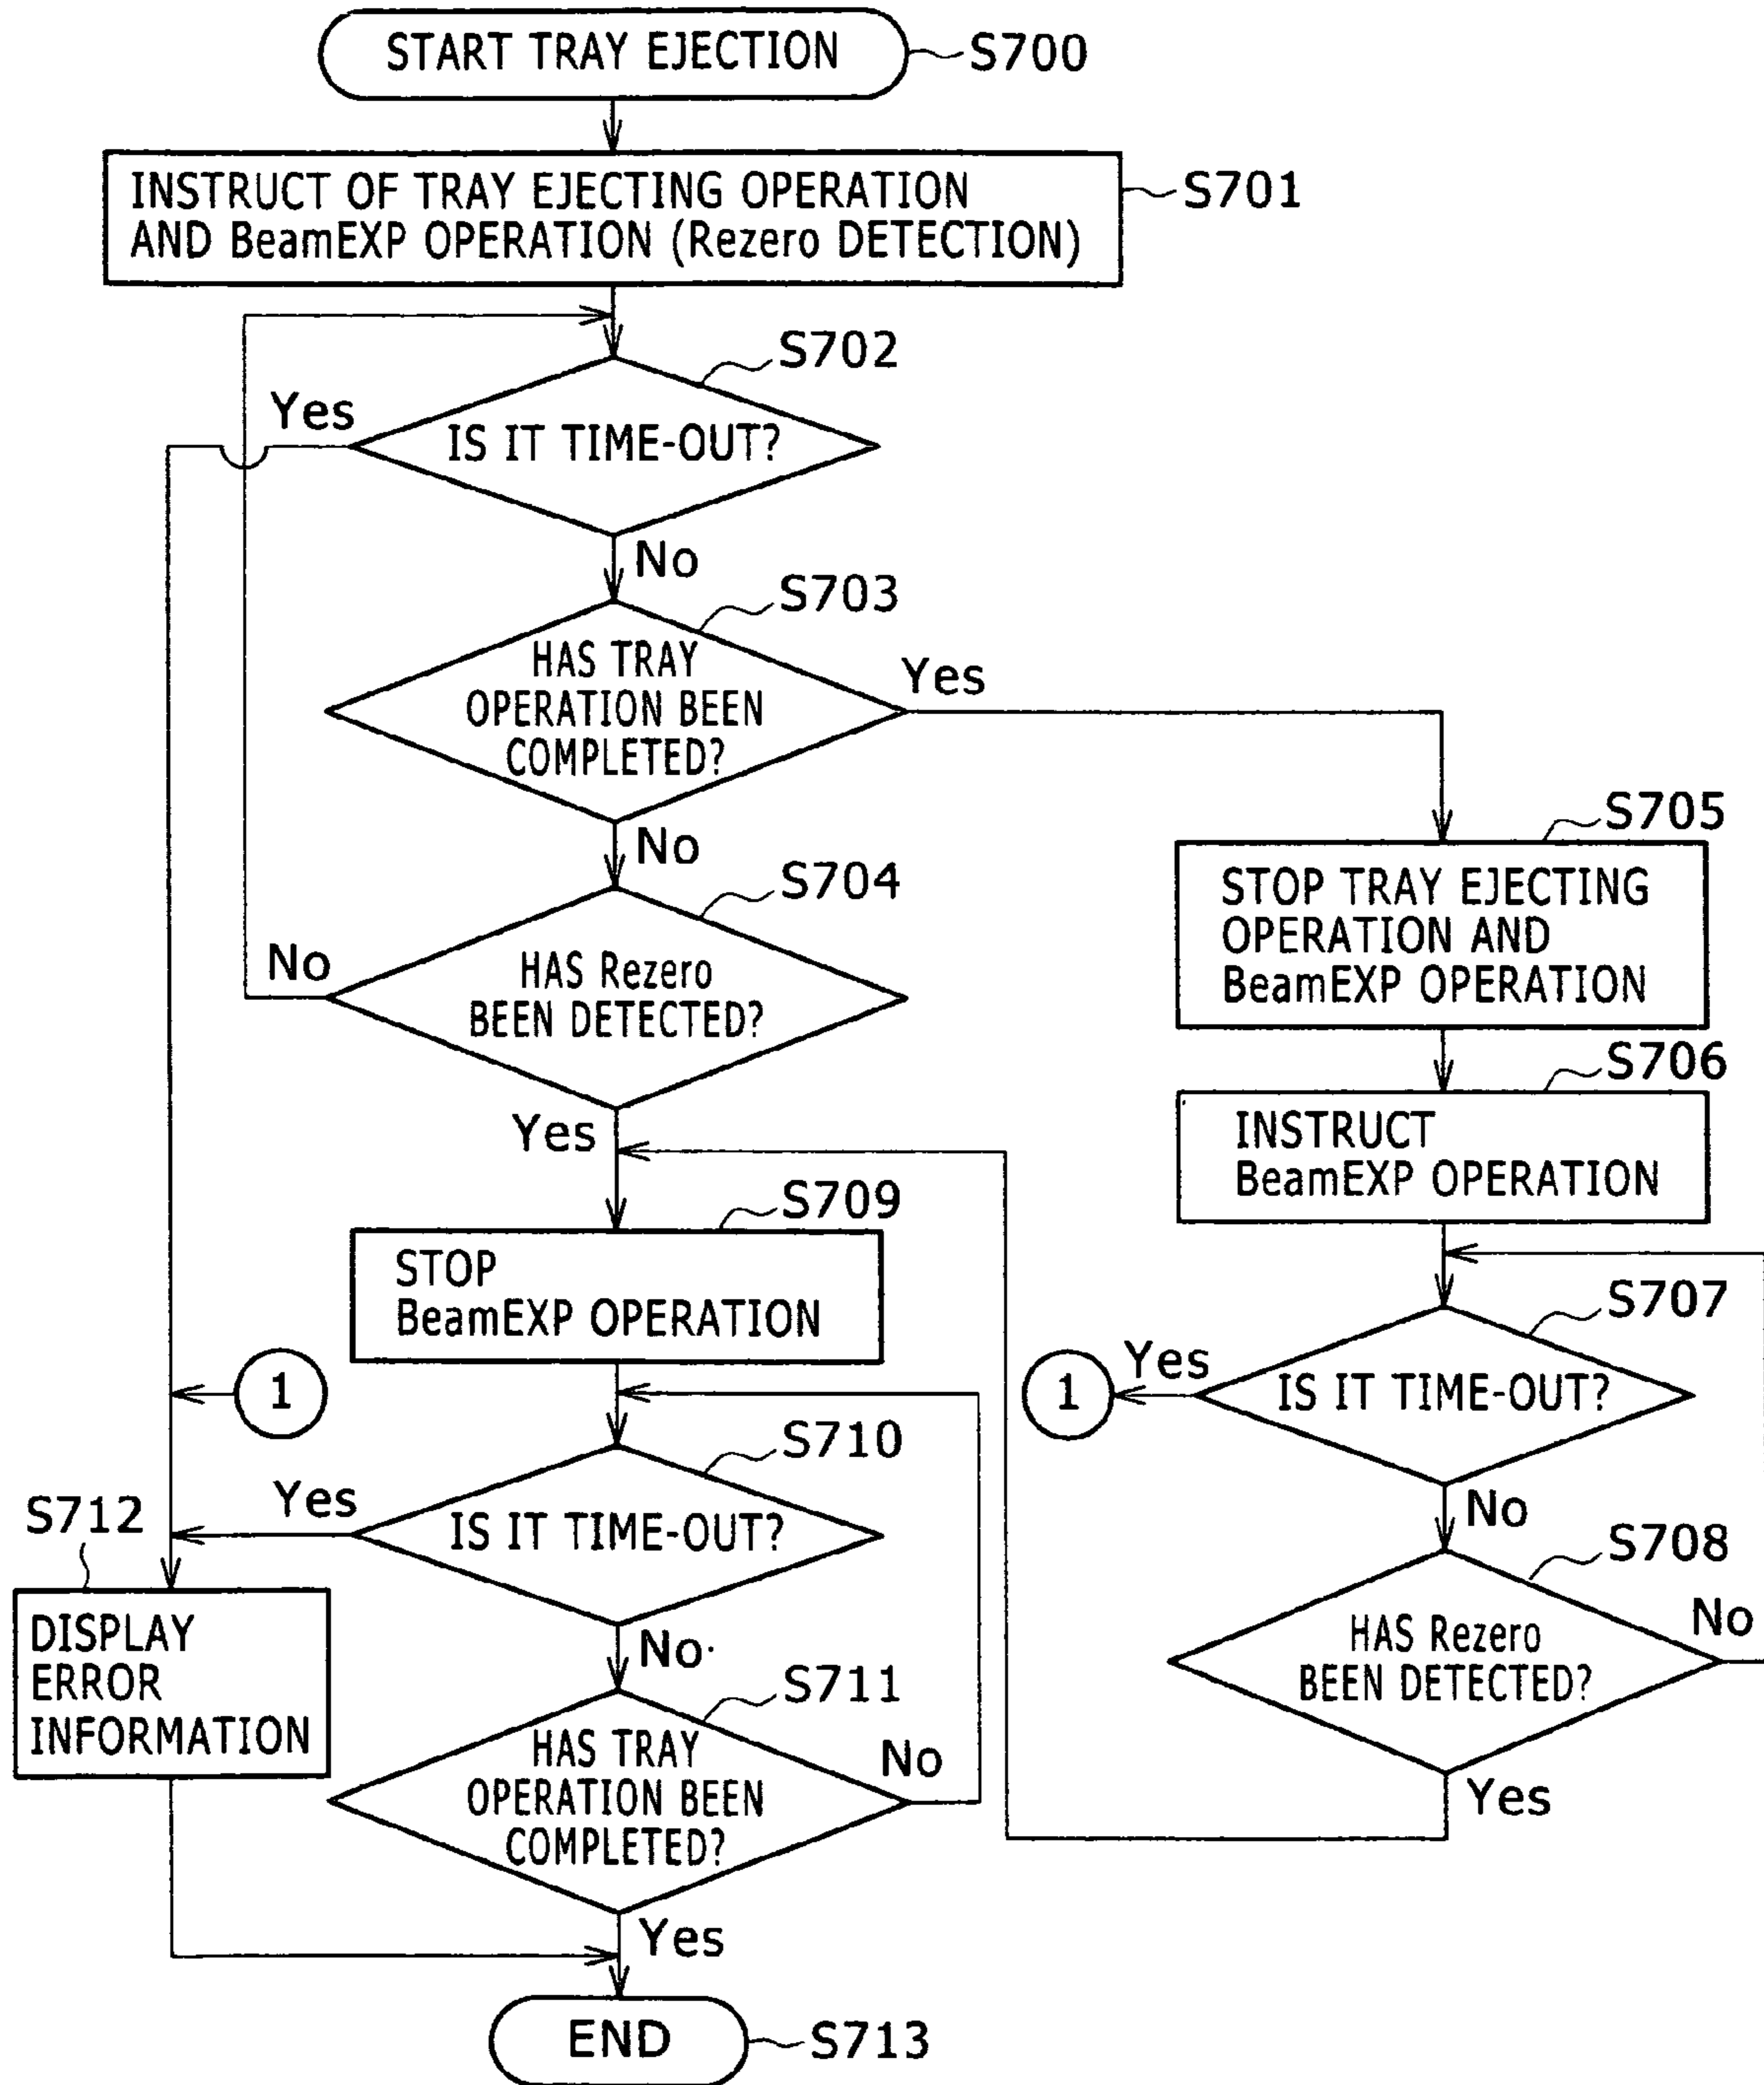 START TRAY EJECTION
S700
INSTRUCT OF TRAY EJECTING OPERATION
AND BeamEXP OPERATION (Rezero DETECTION)
S701
S702
Yes
IS IT TIME-OUT?
No
S703
HAS TRAY
OPERATION BEEN
COMPLETED?
Yes
No
S704
No
HAS Rezero
BEEN DETECTED?
Yes
S705
STOP TRAY EJECTING
OPERATION AND
BeamEXP OPERATION
S706
INSTRUCT
BeamEXP OPERATION
S707
Yes
1
IS IT TIME-OUT?
No
S708
HAS Rezero
BEEN DETECTED?
No
Yes
S709
STOP
BeamEXP OPERATION
1
S710
Yes
IS IT TIME-OUT?
No
S711
HAS TRAY
OPERATION BEEN
COMPLETED?
No
Yes
S712
DISPLAY
ERROR
INFORMATION
END
S713